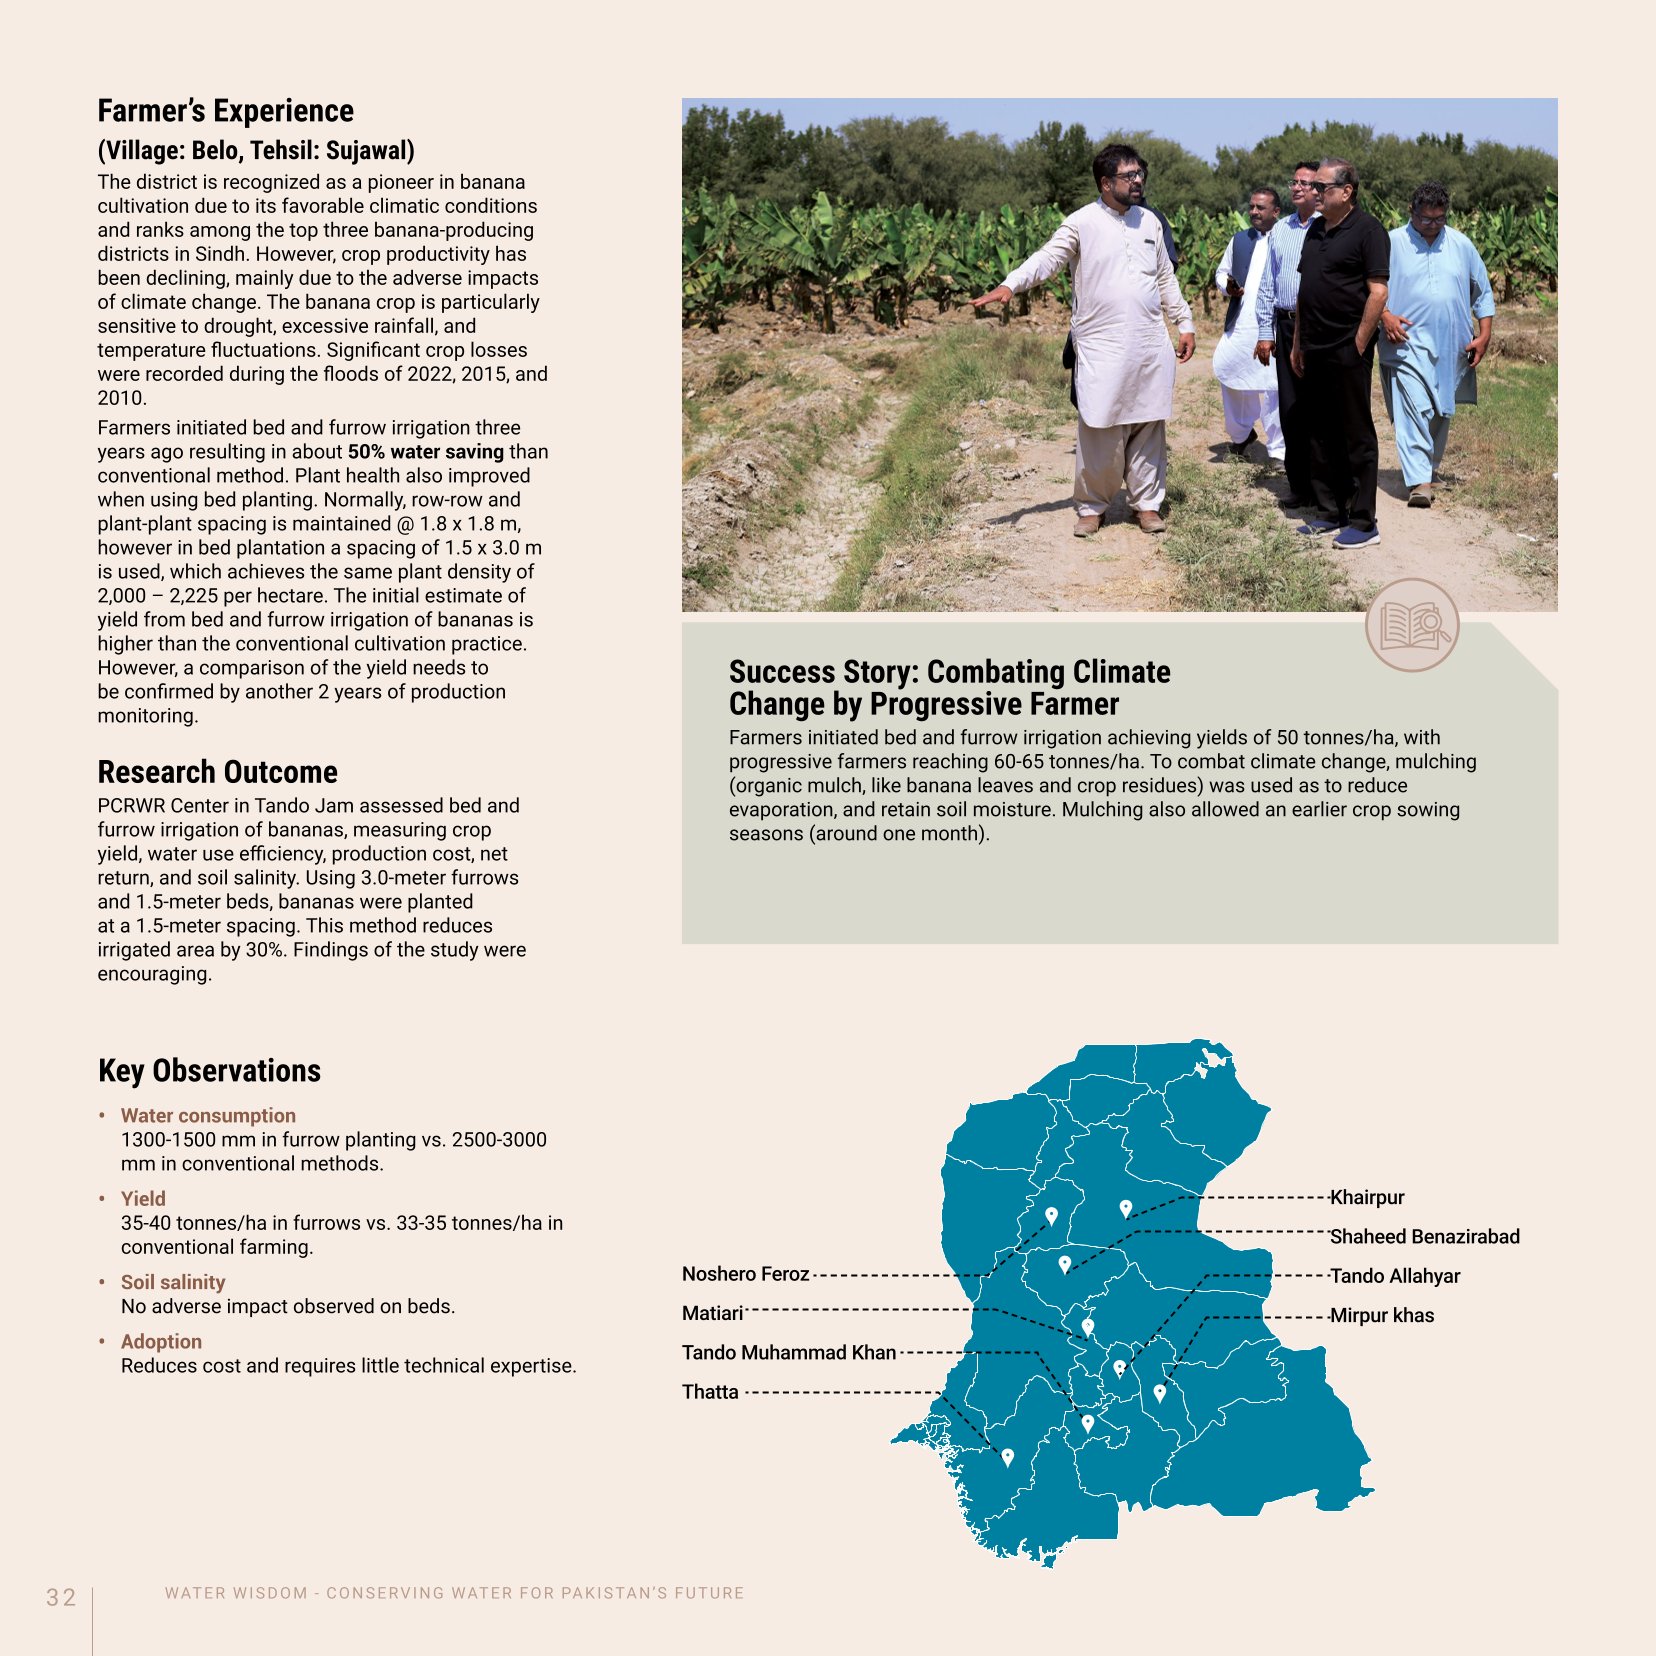 Farmer’s Experience
(Village: Belo, Tehsil: Sujawal)
The district is recognized as a pioneer in banana
cultivation due to its favorable climatic conditions
and ranks among the top three banana-producing
districts in Sindh. However, crop productivity has
been declining, mainly due to the adverse impacts
of climate change. The banana crop is particularly
sensitive to drought, excessive rainfall, and
temperature fluctuations. Significant crop losses
were recorded during the floods of 2022, 2015, and
2010.
Farmers initiated bed and furrow irrigation three
years ago resulting in about 50% water saving than
conventional method. Plant health also improved
when using bed planting. Normally, row-row and
plant-plant spacing is maintained @ 1.8 x 1.8 m,
however in bed plantation a spacing of 1.5 x 3.0 m
is used, which achieves the same plant density of
2,000 – 2,225 per hectare. The initial estimate of
yield from bed and furrow irrigation of bananas is
higher than the conventional cultivation practice.
However, a comparison of the yield needs to
be confirmed by another 2 years of production
monitoring.
Research Outcome
PCRWR Center in Tando Jam assessed bed and
furrow irrigation of bananas, measuring crop
yield, water use efficiency, production cost, net
return, and soil salinity. Using 3.0-meter furrows
and 1.5-meter beds, bananas were planted
at a 1.5-meter spacing. This method reduces
irrigated area by 30%. Findings of the study were
encouraging.
Key Observations
• Water consumption
1300-1500 mm in furrow planting vs. 2500-3000
mm in conventional methods.
• Yield
35-40 tonnes/ha in furrows vs. 33-35 tonnes/ha in
conventional farming.
• Soil salinity
No adverse impact observed on beds.
• Adoption
Reduces cost and requires little technical expertise.
Success Story: Combating Climate
Change by Progressive Farmer
Farmers initiated bed and furrow irrigation achieving yields of 50 tonnes/ha, with
progressive farmers reaching 60-65 tonnes/ha. To combat climate change, mulching
(organic mulch, like banana leaves and crop residues) was used as to reduce
evaporation, and retain soil moisture. Mulching also allowed an earlier crop sowing
seasons (around one month).
Noshero Feroz
Matiari
Tando Muhammad Khan
Thatta
Khairpur
Shaheed Benazirabad
Tando Allahyar
Mirpur khas
32
WATER WISDOM - CONSERVING WATER FOR PAKISTAN’S FUTURE